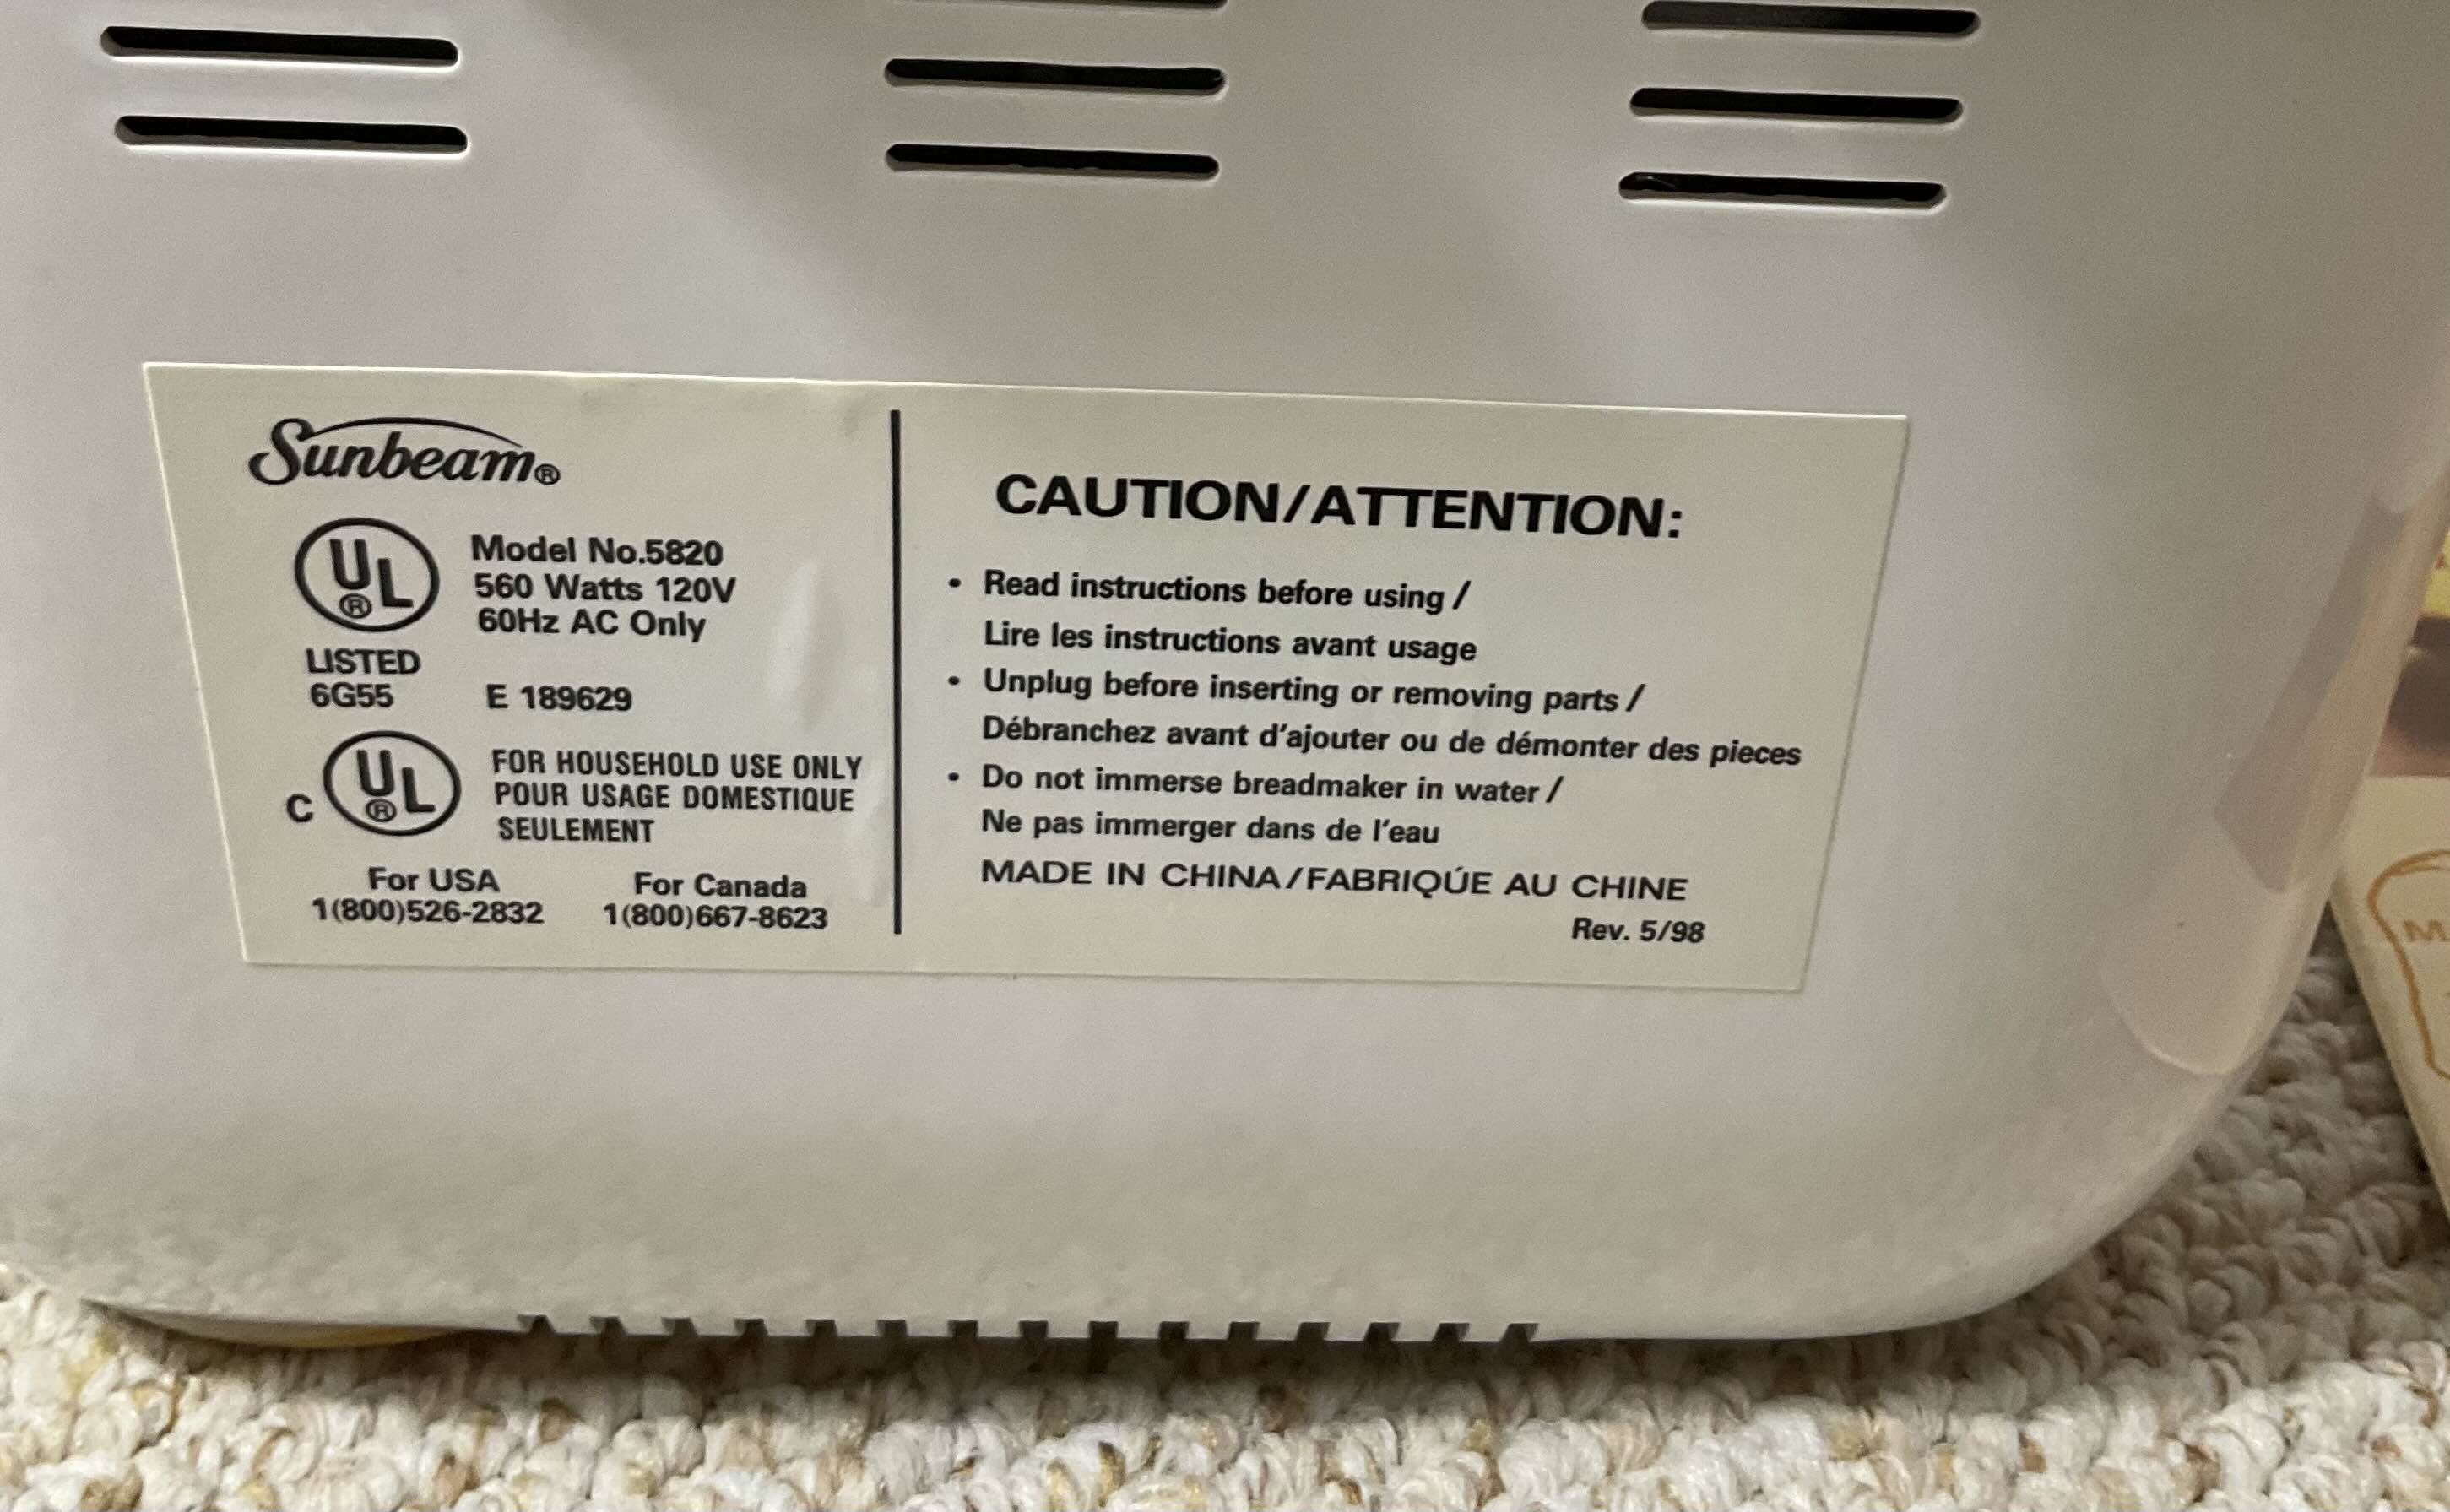 Sunbeam®
UL®
Model No.5820
560 Watts 120V
60Hz AC Only
LISTED
6G55
E 189629
C UL®
FOR HOUSEHOLD USE ONLY
POUR USAGE DOMESTIQUE
SEULEMENT
For USA
1(800)526-2832
For Canada
1(800)667-8623
CAUTION/ATTENTION:
• Read instructions before using /
Lire les instructions avant usage
• Unplug before inserting or removing parts /
Débranchez avant d'ajouter ou de démonter des pieces
• Do not immerse breadmaker in water /
Ne pas immerger dans de l'eau
MADE IN CHINA/FABRIQÚE AU CHINE
Rev. 5/98